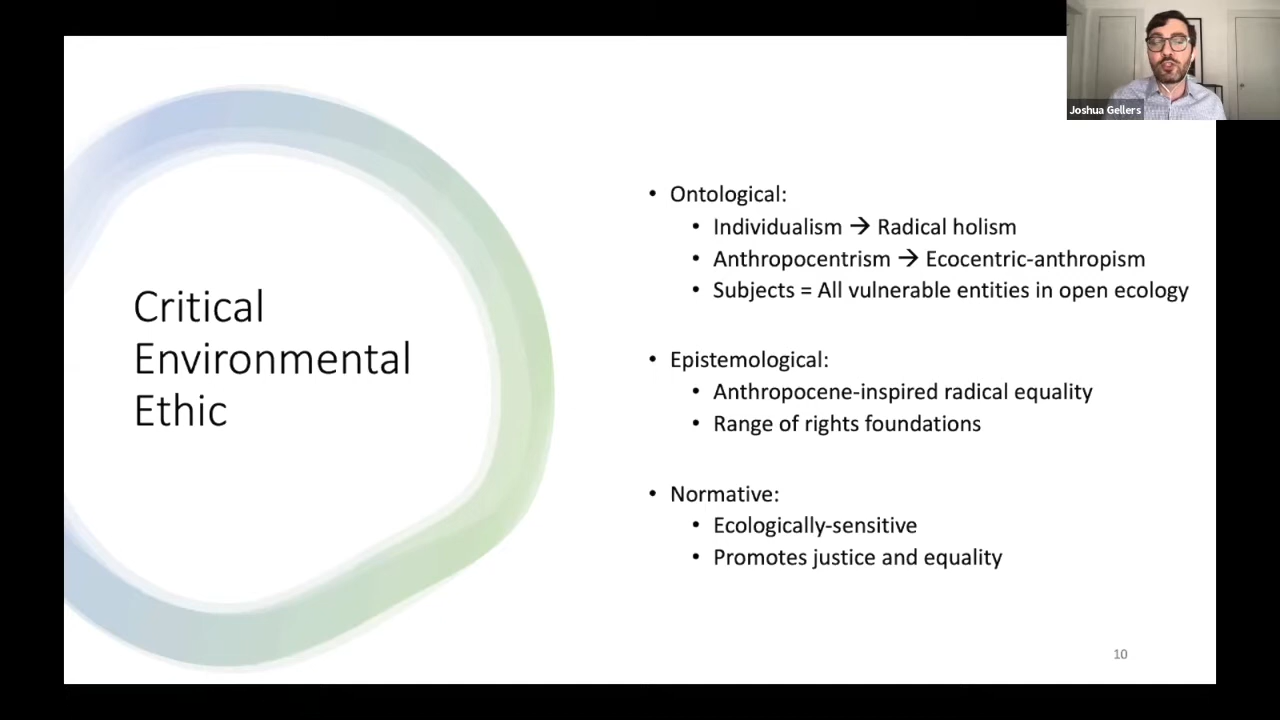 Joshua Gellers
Critical
Environmental
Ethic
• Ontological:
• Individualism → Radical holism
• Anthropocentrism → Ecocentric-anthropism
• Subjects = All vulnerable entities in open ecology
• Epistemological:
• Anthropocene-inspired radical equality
• Range of rights foundations
• Normative:
• Ecologically-sensitive
• Promotes justice and equality
10